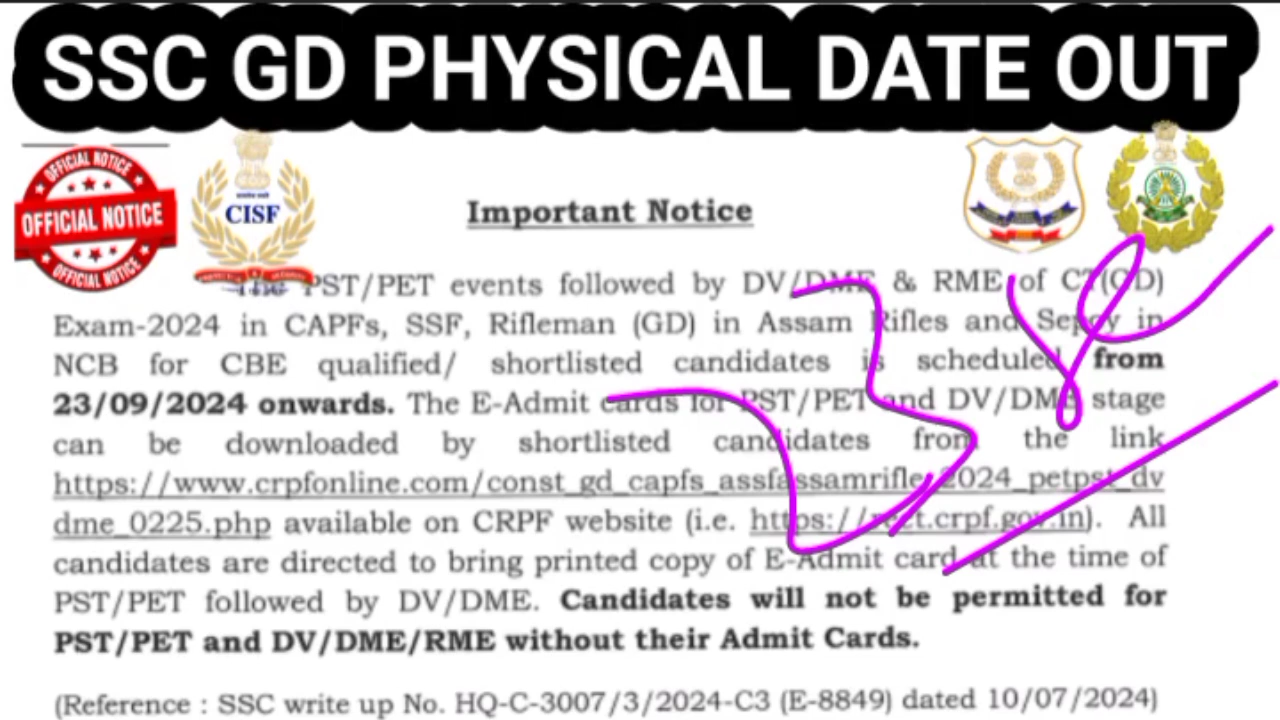 SSC GD PHYSICAL DATE OUT
OFFICIAL NOTICE
OFFICIAL NOTICE
OFFICIAL NOTICE
CISF
Important Notice
The PST/PET events followed by DV/DME & RME of CT(GD)
Exam-2024 in CAPFs, SSF, Rifleman (GD) in Assam Rifles and Sepoy in
NCB for CBE qualified/ shortlisted candidates is scheduled from
23/09/2024 onwards. The E-Admit cards for PST/PET and DV/DME stage
can be downloaded by shortlisted candidates from the link
https://www.crpfonline.com/const_gd_capfs_assfassamrifle_2024_petpst_dv
dme_0225.php available on CRPF website (i.e. https://rect.crpf.gov.in). All
candidates are directed to bring printed copy of E-Admit card at the time of
PST/PET followed by DV/DME. Candidates will not be permitted for
PST/PET and DV/DME/RME without their Admit Cards.
(Reference : SSC write up No. HQ-C-3007/3/2024-C3 (E-8849) dated 10/07/2024)
23 से